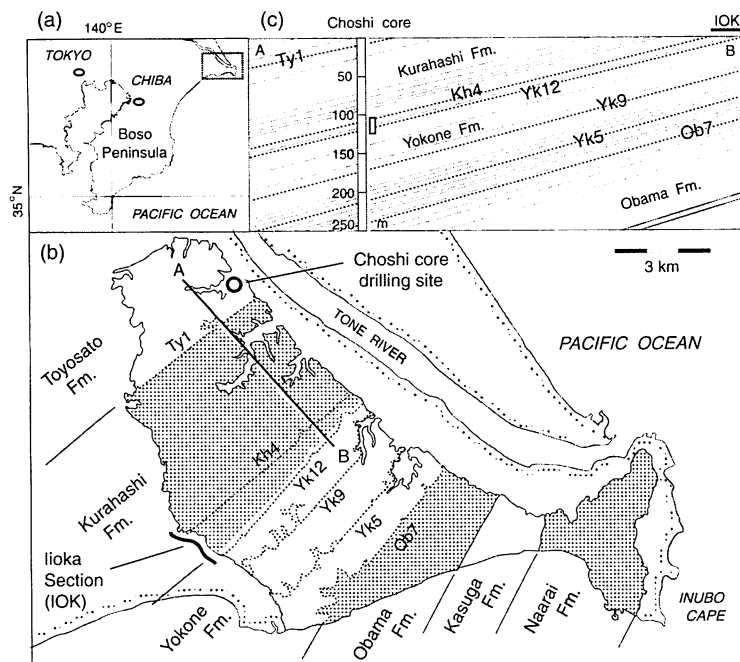 (a)
140°E
TOKYO
CHIBA
Boso
Peninsula
35°N
PACIFIC OCEAN
(c)
Choshi core
IOK
A
B
Ty1
Kurahashi Fm.
Kh4
Yk12
Yk9
Yokone Fm.
Yk5
Ob7
Obama Fm.
50
100
150
200
250
m
(b)
A
Choshi core
drilling site
3 km
TONE RIVER
PACIFIC OCEAN
Ty1
Toyosato
Fm.
Kh4
B
Yk12
Yk9
Yk5
Ob7
Kurahashi
Fm.
Iioka
Section
(IOK)
Yokone
Fm.
Obama
Fm.
Kasuga
Fm.
Naarai
Fm.
INUBO
CAPE